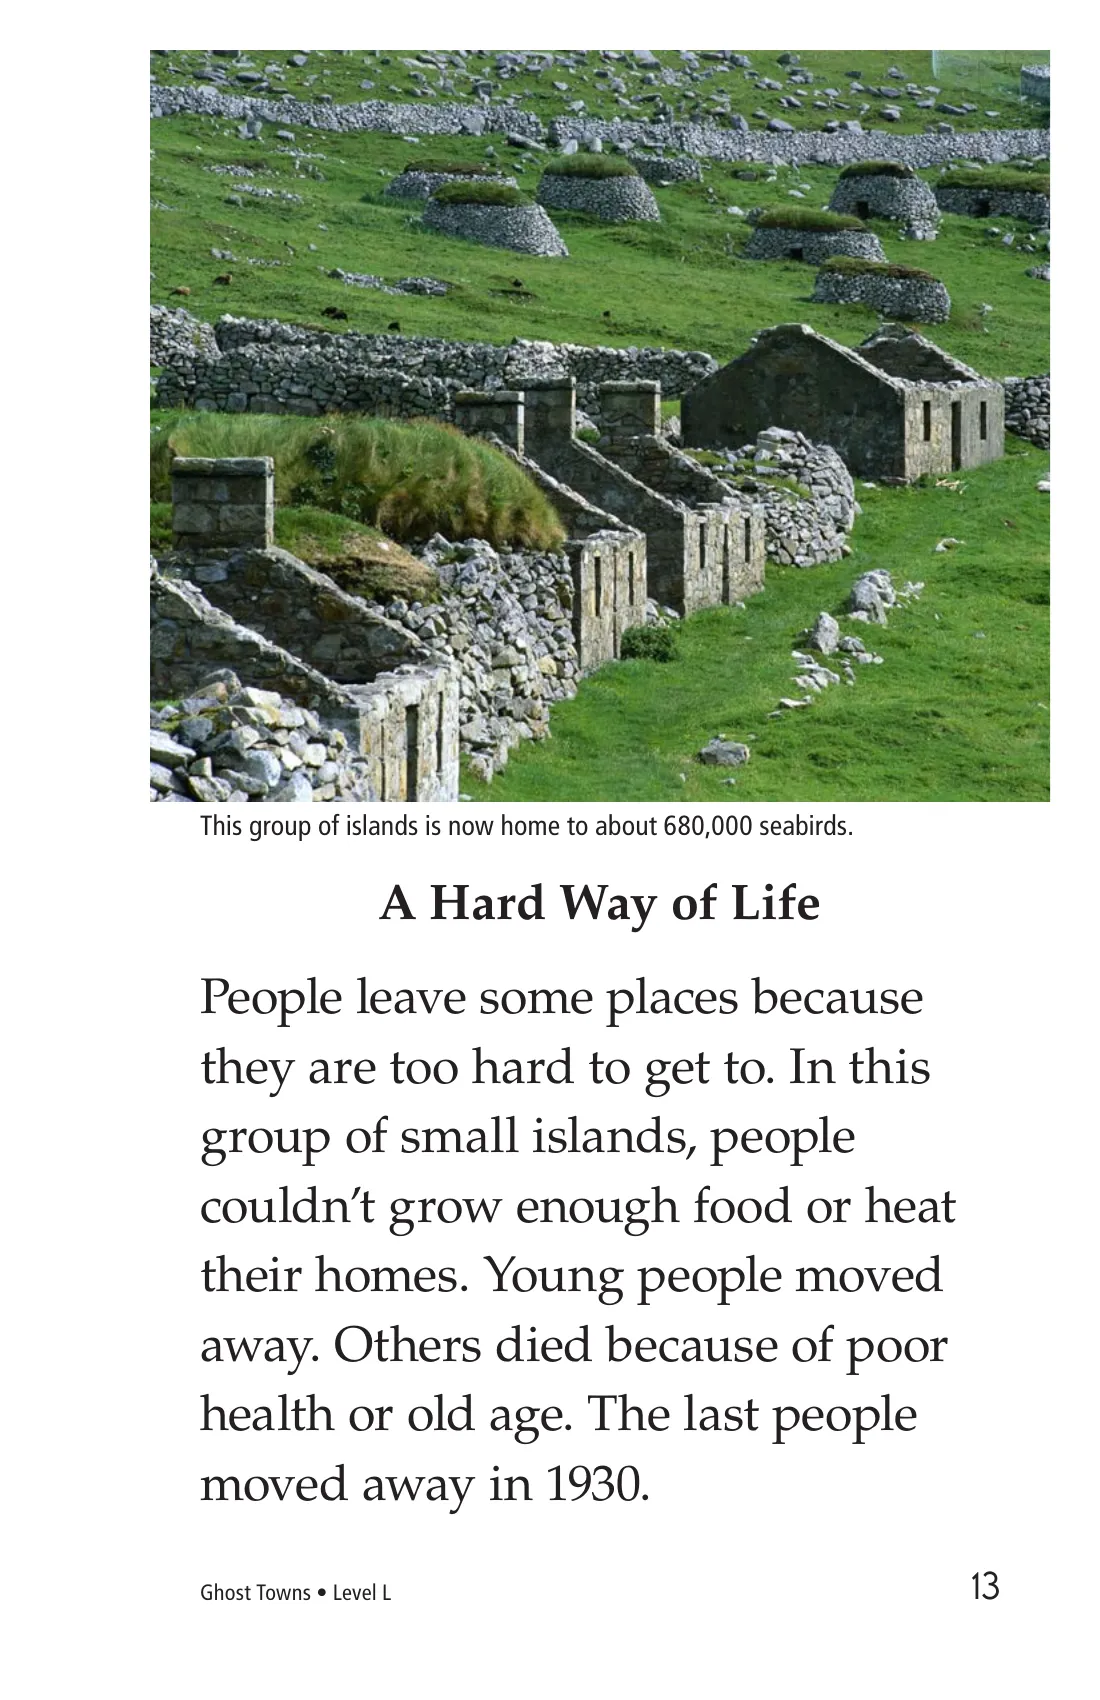 This group of islands is now home to about 680,000 seabirds.
A Hard Way of Life
People leave some places because
they are too hard to get to. In this
group of small islands, people
couldn’t grow enough food or heat
their homes. Young people moved
away. Others died because of poor
health or old age. The last people
moved away in 1930.
Ghost Towns • Level L
13